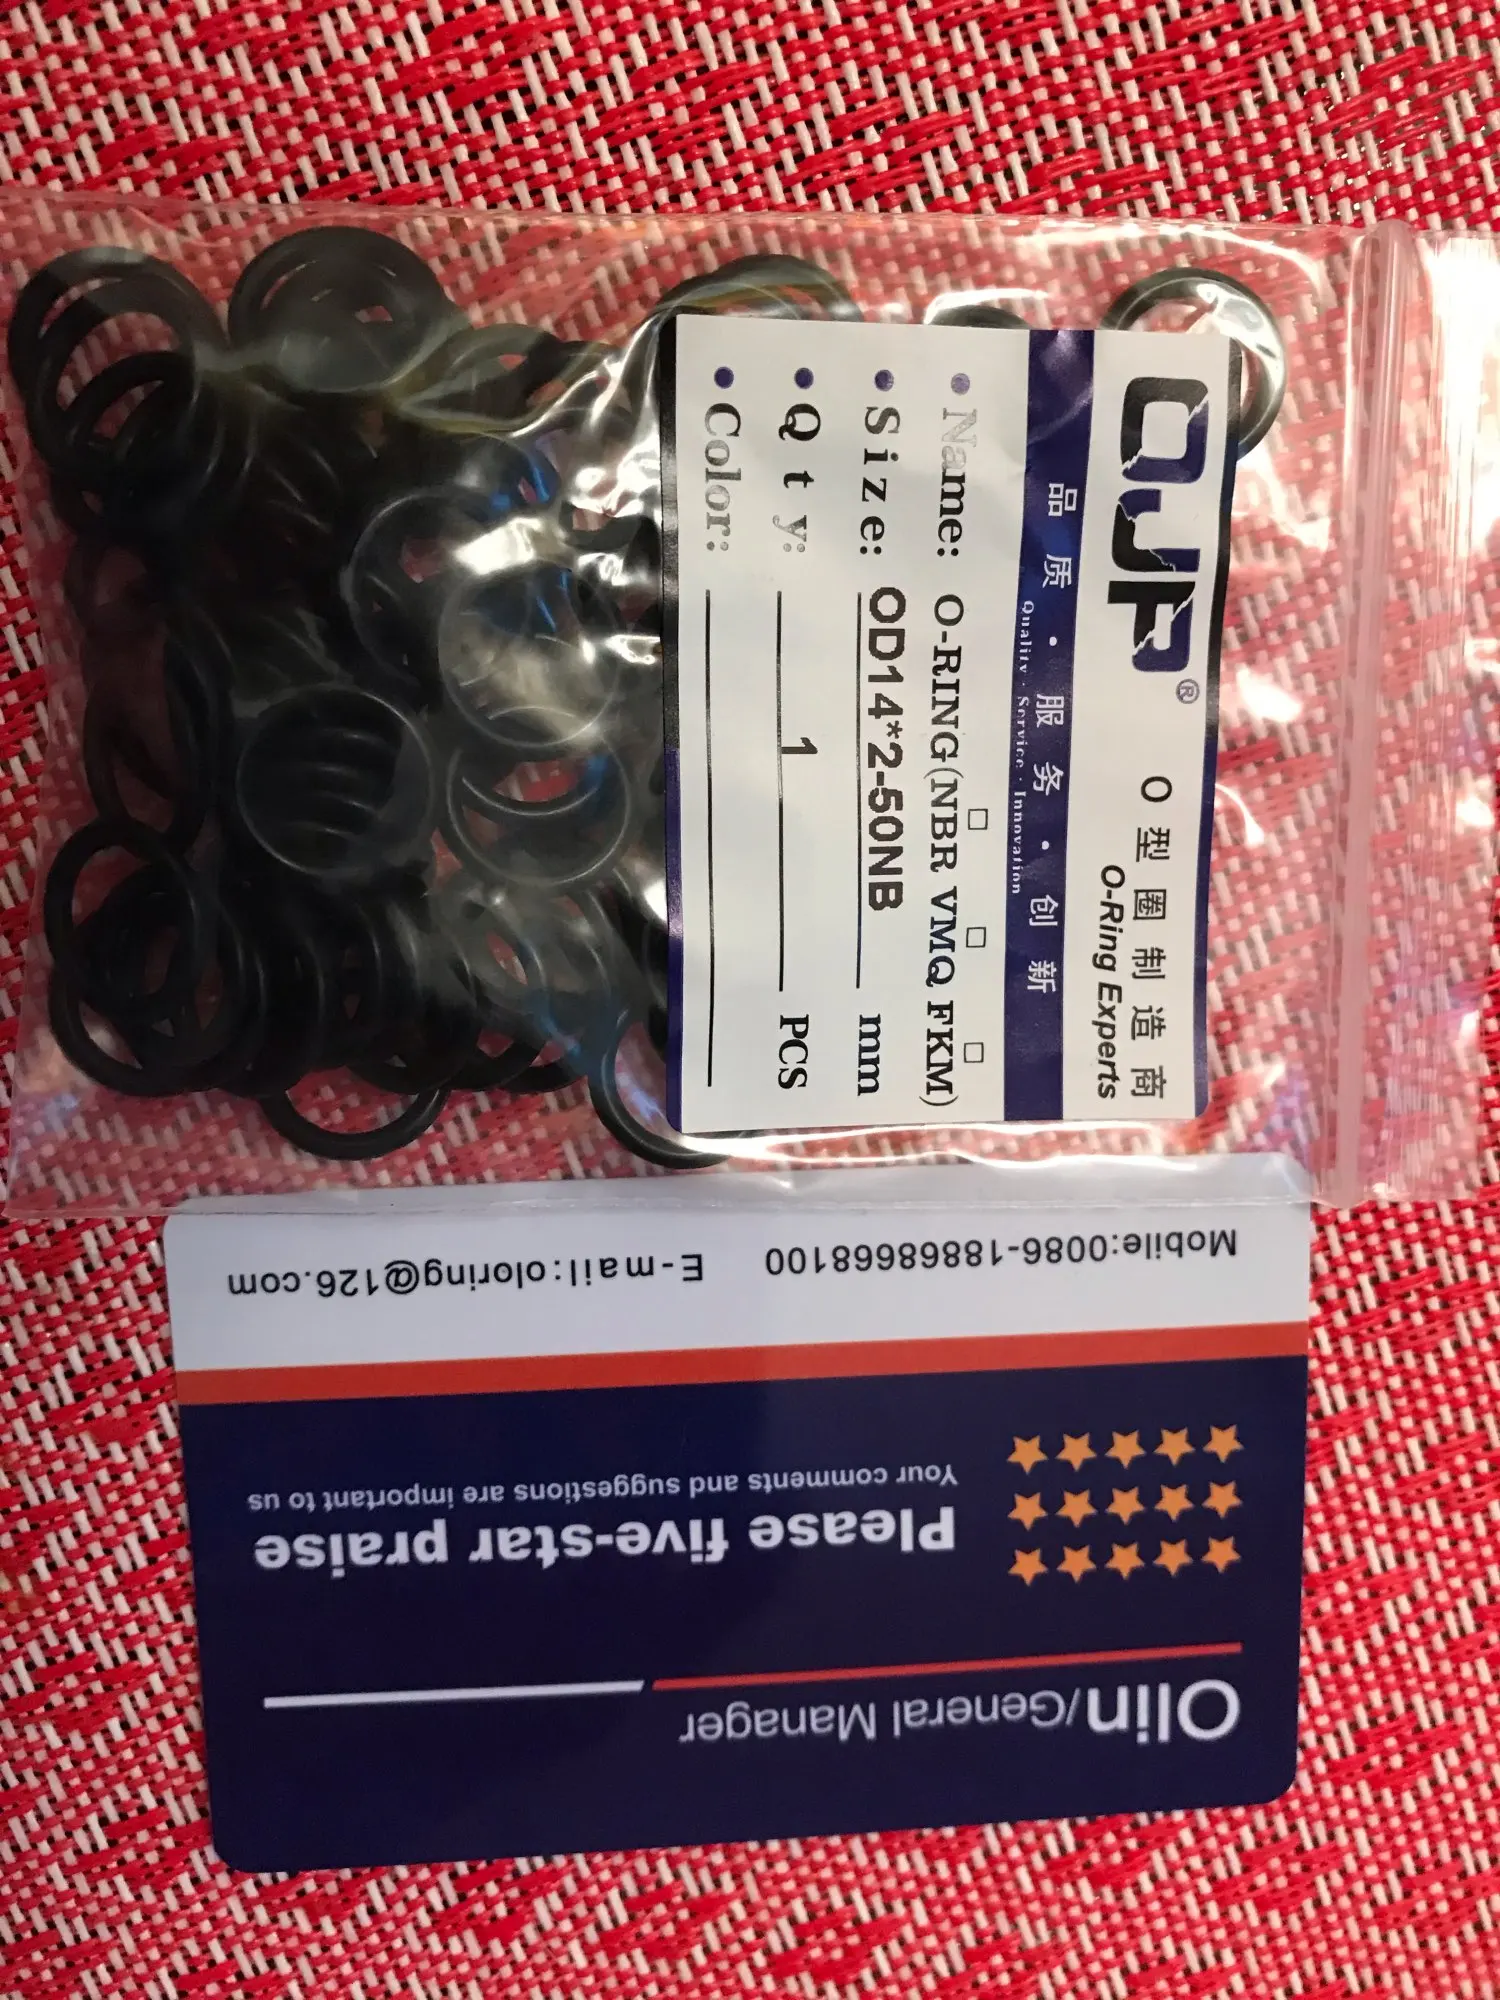 OJP®
O型圈制造商
O-Ring Experts
品质·服务·创新
Quality · Service · Innovation
• Name: O-RING(NBR□ VMQ□ FKM□)
• Size: OD14*2-50NB mm
• Qty: 1 PCS
• Color:
Olin/General Manager
Please five-star praise
Your comments and suggestions are important to us
Mobile:0086-18868668100 E-mail:oloring@126.com